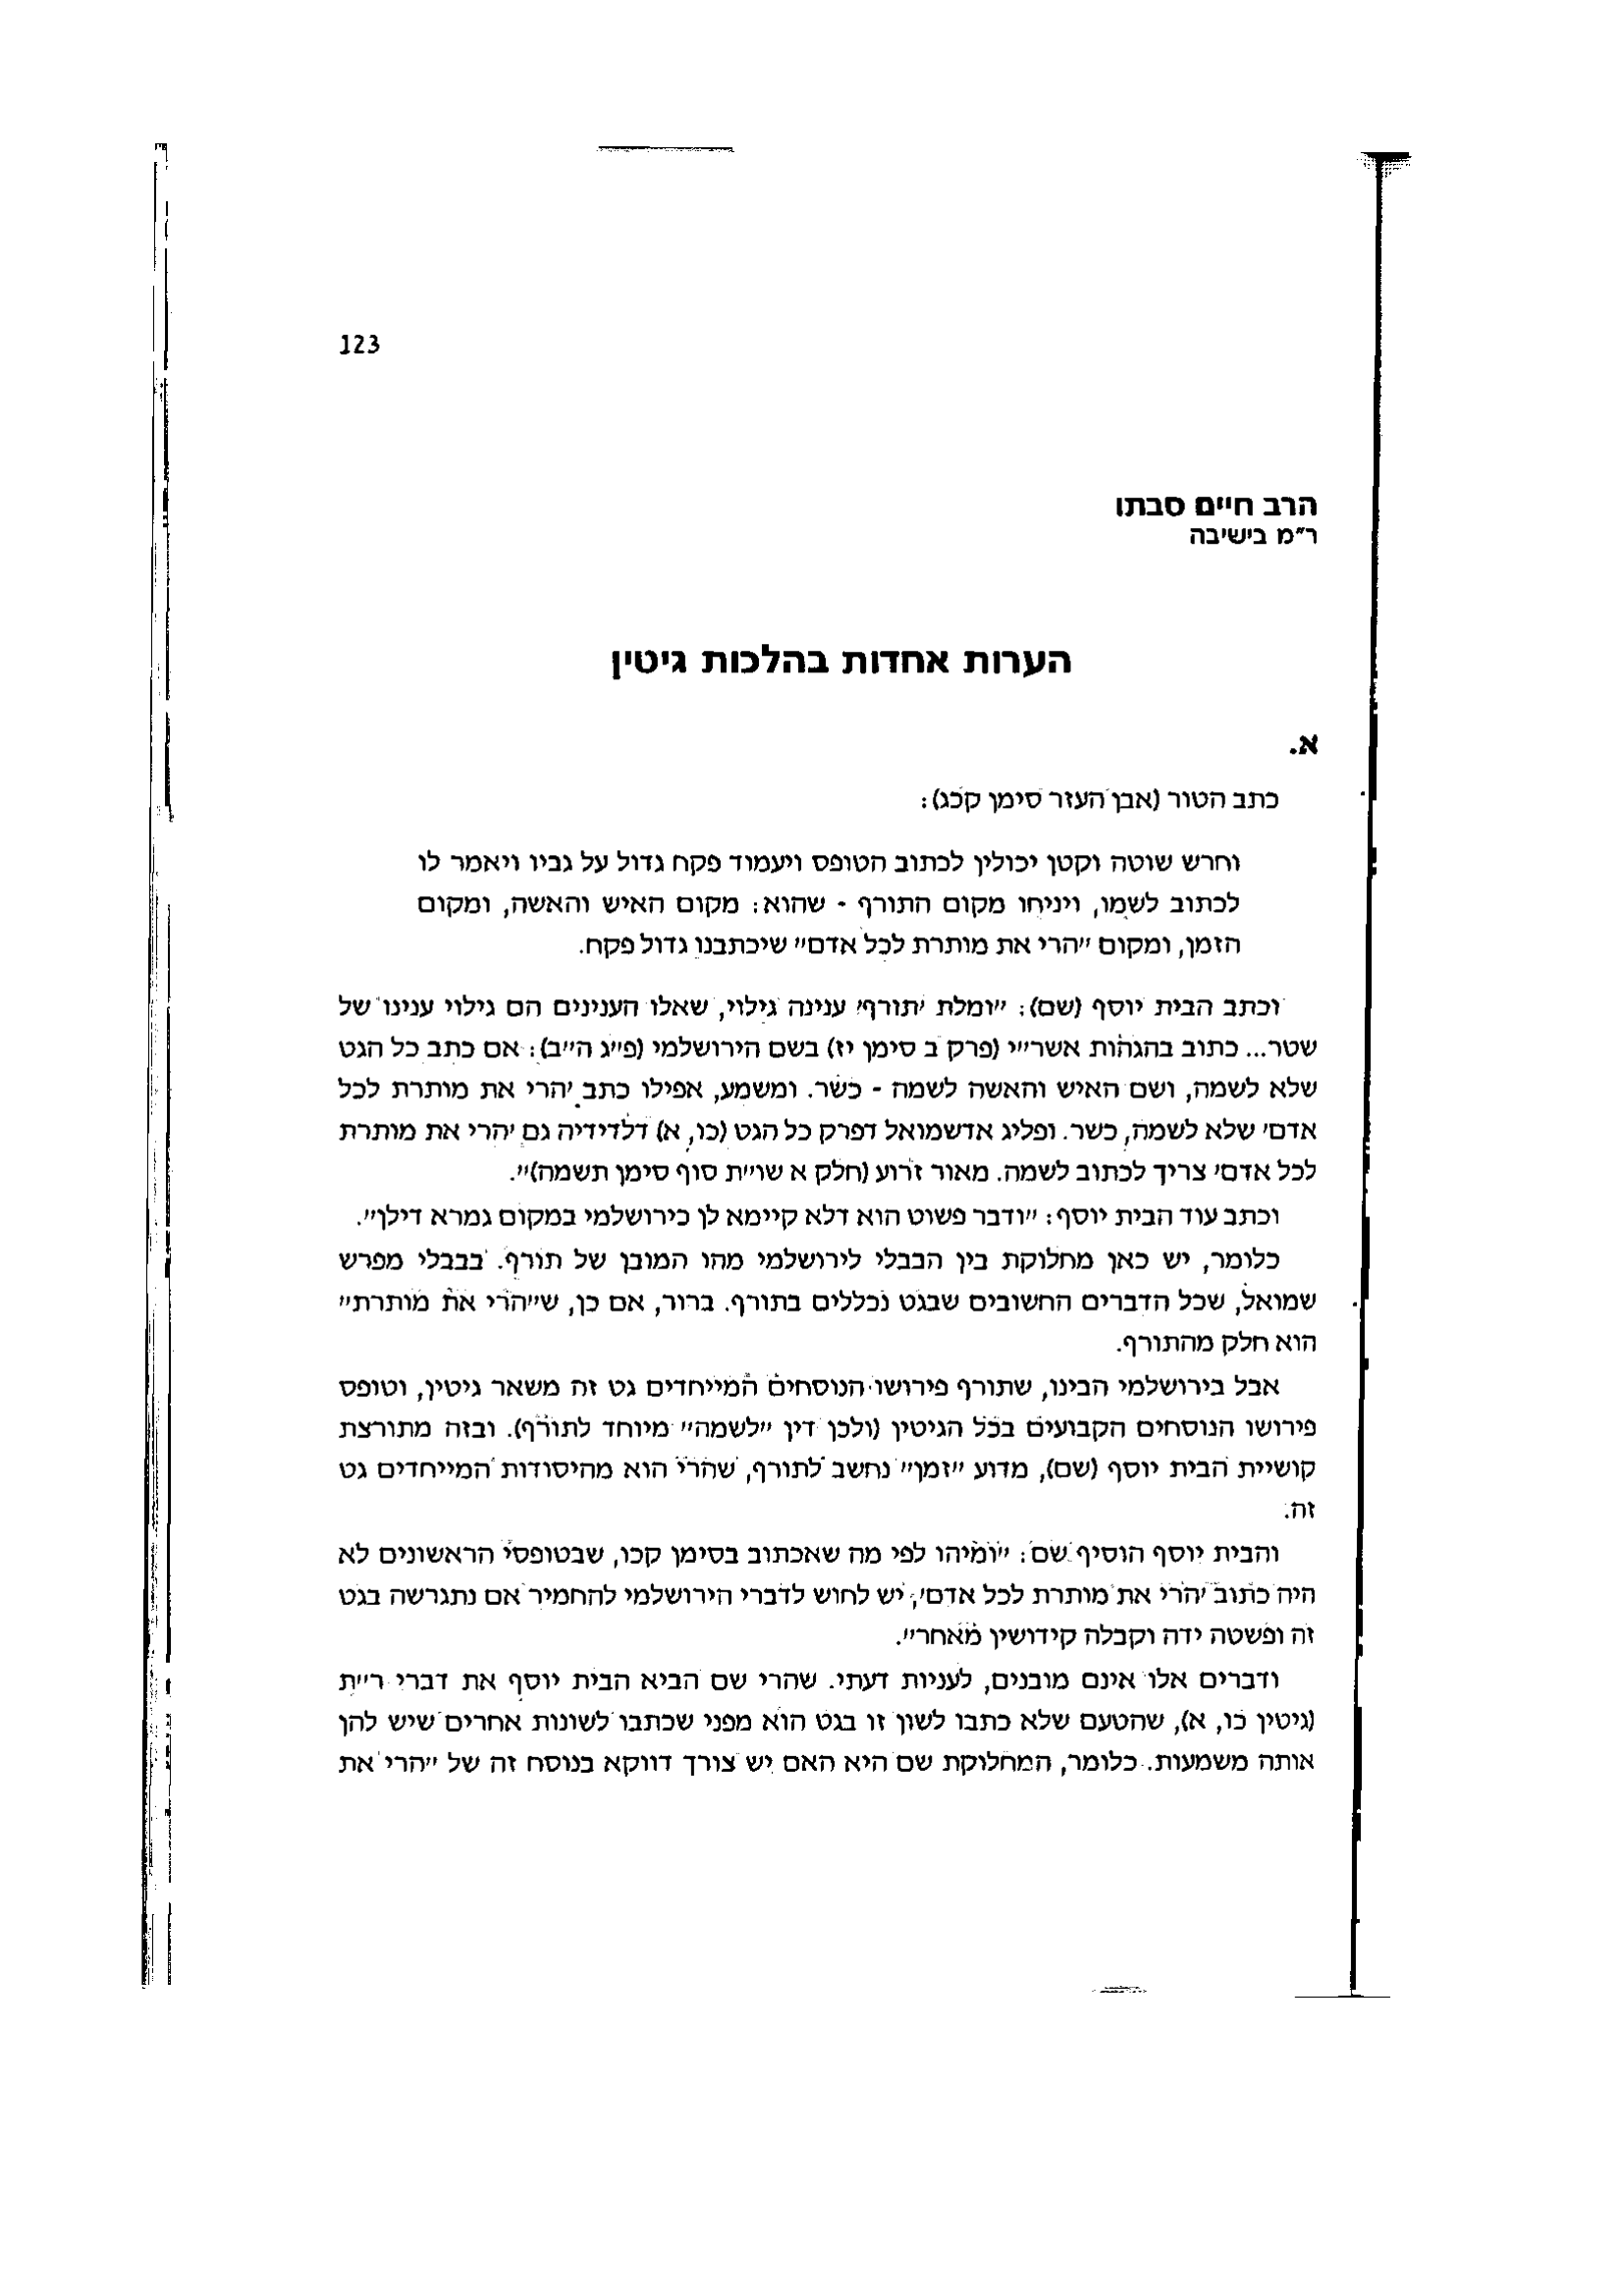 123
הרב חיים סבתו
ר״מ בישיבה
הערות אחדות בהלכות גיטין
א.
כתב הטור (אבן העזר סימן קכג):
וחרש שוטה וקטן יכולין לכתוב הטופס ויעמוד פקח גדול על גביו ויאמר לו
לכתוב לשמו, ויניחו מקום התורף - שהוא: מקום האיש והאשה, ומקום
הזמן, ומקום ״הרי את מותרת לכל אדם״ שיכתבנו גדול פקח.
וכתב הבית יוסף (שם): ״ומלת ׳תורף׳ ענינה גילוי, שאלו הענינים הם גילוי ענינו של
שטר... כתוב בהגהות אשר״י (פרק ב סימן יז) בשם הירושלמי (פ״ג ה״ב): אם כתב כל הגט
שלא לשמה, ושם האיש והאשה לשמה - כשר. ומשמע, אפילו כתב ׳הרי את מותרת לכל
אדם׳ שלא לשמה, כשר. ופליג אדשמואל דפרק כל הגט (כו, א) דלדידיה גם ׳הרי את מותרת
לכל אדם׳ צריך לכתוב לשמה. מאור זרוע (חלק א שו״ת סוף סימן תשמה)״.
וכתב עוד הבית יוסף: ״ודבר פשוט הוא דלא קיימא לן כירושלמי במקום גמרא דילן״.
כלומר, יש כאן מחלוקת בין הבבלי לירושלמי מהו המובן של תורף. בבבלי מפרש
שמואל, שכל הדברים החשובים שבגט נכללים בתורף. ברור, אם כן, ש״הרי את מותרת״
הוא חלק מהתורף.
אבל בירושלמי הבינו, שתורף פירושו הנוסחים המייחדים גט זה משאר גיטין, וטופס
פירושו הנוסחים הקבועים בכל הגיטין (ולכן דין ״לשמה״ מיוחד לתורף). ובזה מתורצת
קושיית הבית יוסף (שם), מדוע ״זמן״ נחשב לתורף, שהרי הוא מהיסודות המייחדים גט
זה.
והבית יוסף הוסיף שם: ״ומיהו לפי מה שאכתוב בסימן קכו, שבטופסי הראשונים לא
היה כתוב ׳הרי את מותרת לכל אדם׳, יש לחוש לדברי הירושלמי להחמיר אם נתגרשה בגט
זה ופשטה ידה וקבלה קידושין מאחר״.
ודברים אלו אינם מובנים, לעניות דעתי. שהרי שם הביא הבית יוסף את דברי ר״ת
(גיטין כו, א), שהטעם שלא כתבו לשון זו בגט הוא מפני שכתבו לשונות אחרים שיש להן
אותה משמעות. כלומר, המחלוקת שם היא האם יש צורך דווקא בנוסח זה של ״הרי את